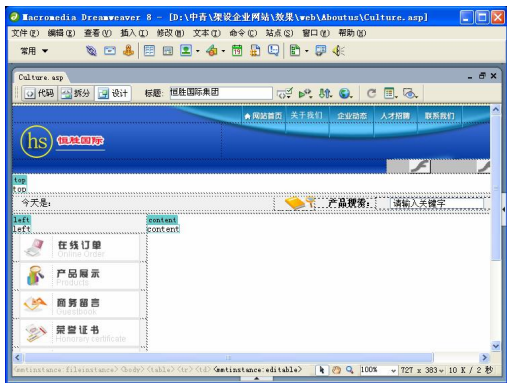 Macromedia Dreamweaver 8 - [D:\中青\架设企业网站\效果\web\Aboutus\Culture.asp]
文件(F) 编辑(E) 查看(V) 插入(I) 修改(M) 文本(T) 命令(C) 站点(S) 窗口(W) 帮助(H)
常用
Culture.asp
代码 拆分 设计 标题: 恒胜国际集团
网站首页 关于我们 企业动态 人才招聘 联系我们
hs 恒胜国际
top
top
今天是: 产品搜索: 请输入关键字
left content
left content
在线订单
Online Order
产品展示
Products
商务留言
Guestbook
荣誉证书
Honorary certificate
<mmtinstance:fileinstance> <body> <table> <tr> <td> <mmtinstance:editable> 100% 727 x 383 10 K / 2 秒